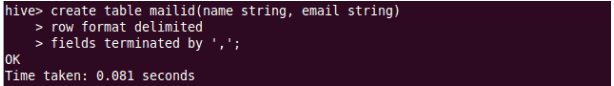 hive> create table mailid(name string, email string)
    > row format delimited
    > fields terminated by ',';
OK
Time taken: 0.081 seconds